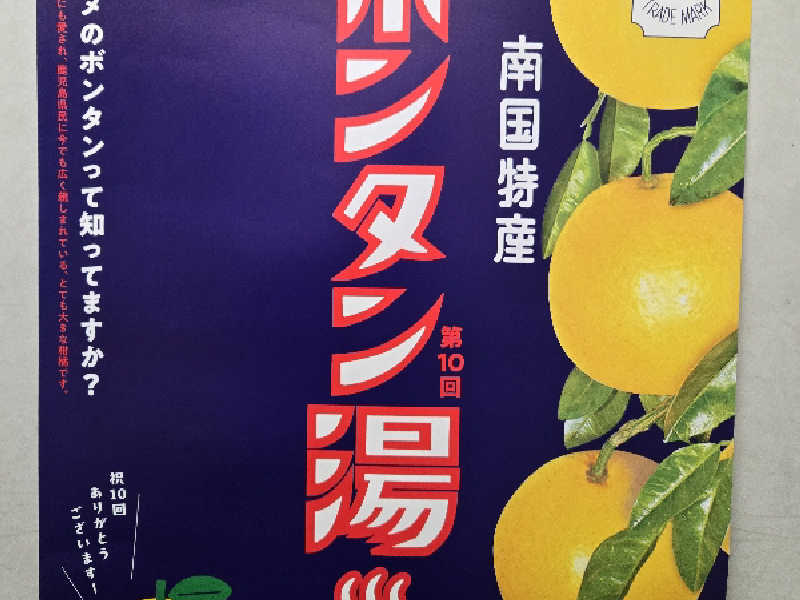 TRADE MARK
南国特産
第10回
ボンタン湯
メのボンタンって知ってますか?
にも愛され、鹿児島県民に今でも広く親しまれている、とても大きな柑橘です。
祝10回
ありがとう
ございます!